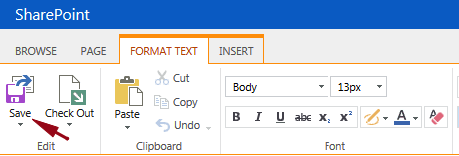 SharePoint
BROWSE PAGE FORMAT TEXT INSERT
Save Check Out Paste Cut Copy Undo
Body 13px
B I U abc x₂ x² A A
Edit Clipboard Font